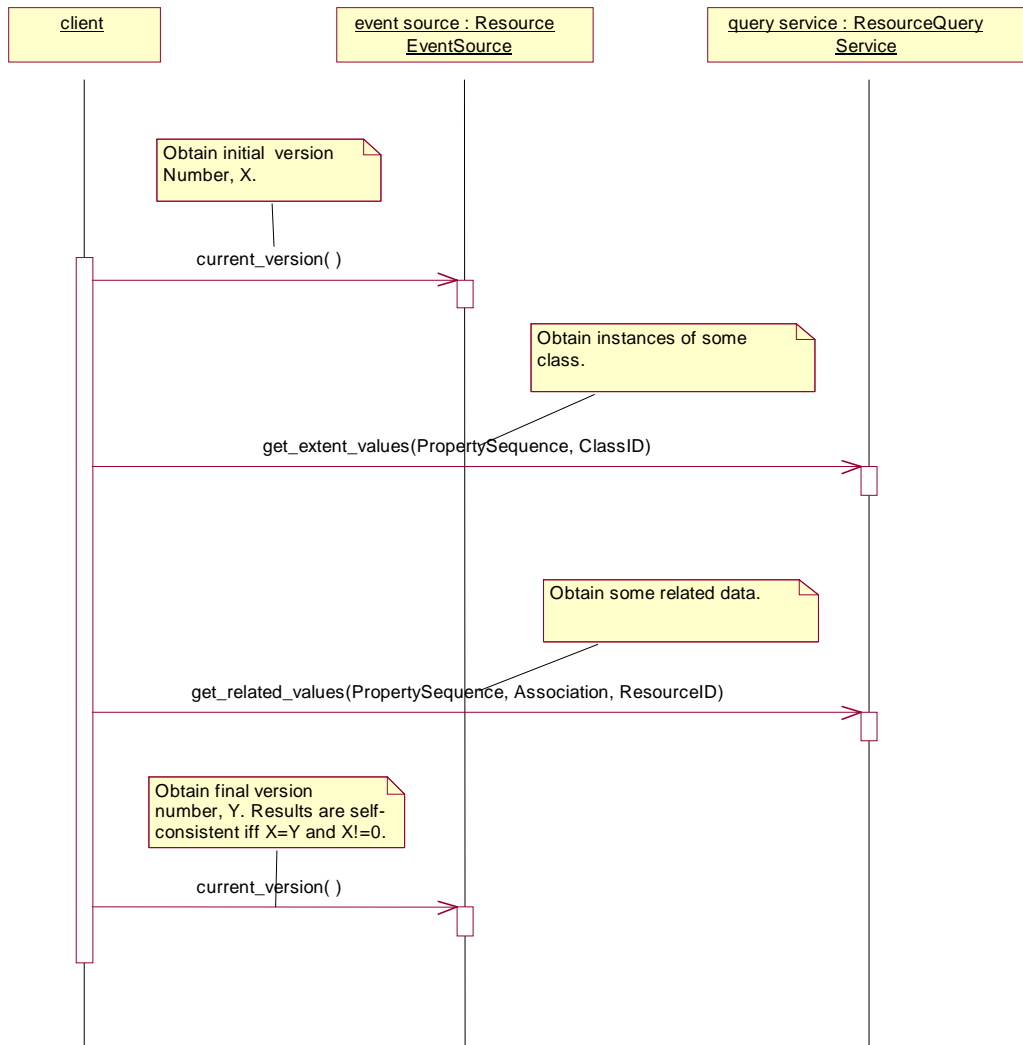 client
event source : Resource
EventSource
query service : ResourceQuery
Service
Obtain initial version
Number, X.
current_version( )
Obtain instances of some
class.
get_extent_values(PropertySequence, ClassID)
Obtain some related data.
get_related_values(PropertySequence, Association, ResourceID)
Obtain final version
number, Y. Results are self-
consistent iff X=Y and X!=0.
current_version( )